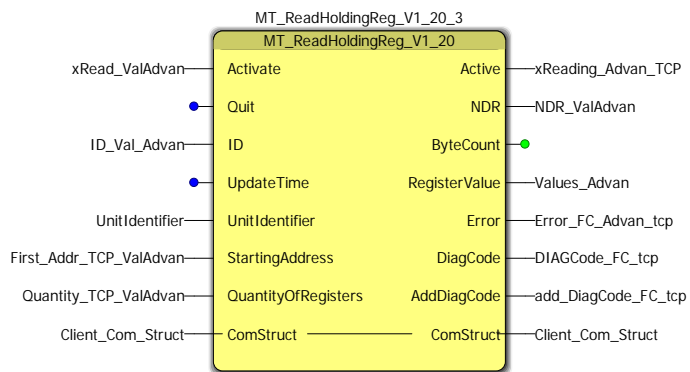 MT_ReadHoldingReg_V1_20_3
MT_ReadHoldingReg_V1_20
xRead_ValAdvan Activate Active xReading_Advan_TCP
Quit NDR NDR_ValAdvan
ID_Val_Advan ID ByteCount
UpdateTime RegisterValue Values_Advan
UnitIdentifier UnitIdentifier Error Error_FC_Advan_tcp
First_Addr_TCP_ValAdvan StartingAddress DiagCode DIAGCode_FC_tcp
Quantity_TCP_ValAdvan QuantityOfRegisters AddDiagCode add_DiagCode_FC_tcp
Client_Com_Struct ComStruct ComStruct Client_Com_Struct